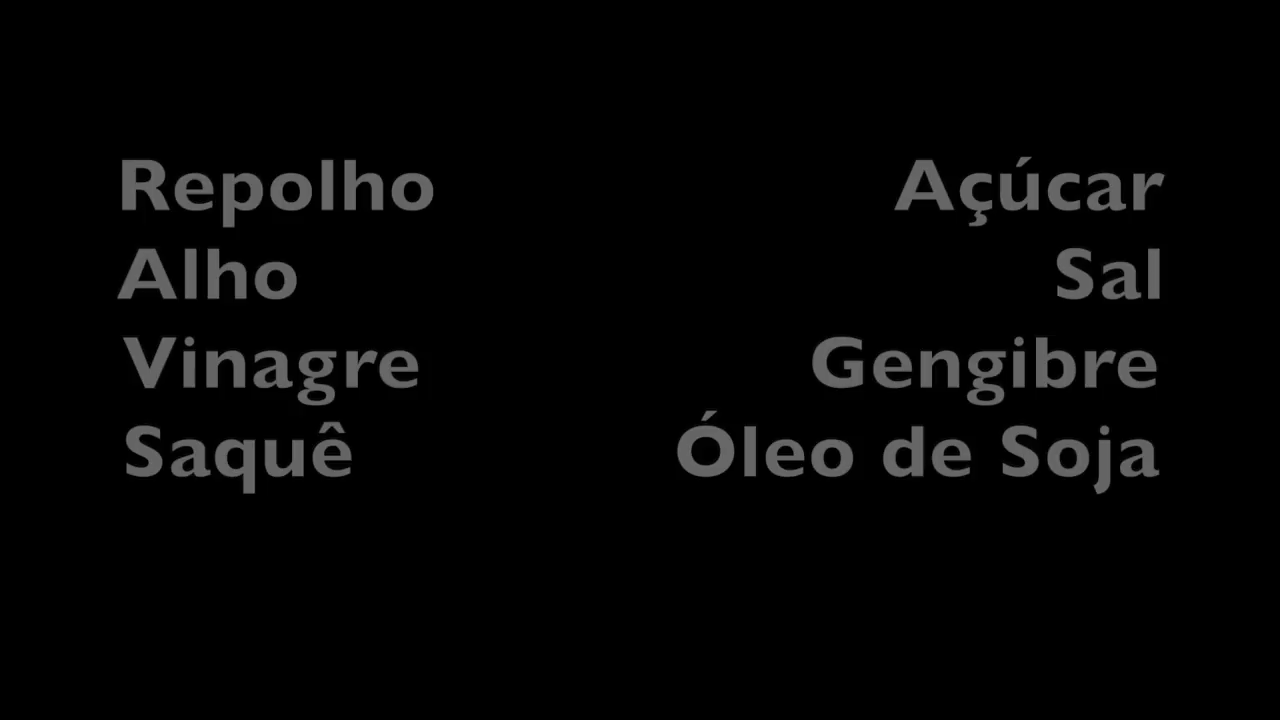 Repolho
Alho
Vinagre
Saquê
Açúcar
Sal
Gengibre
Óleo de Soja